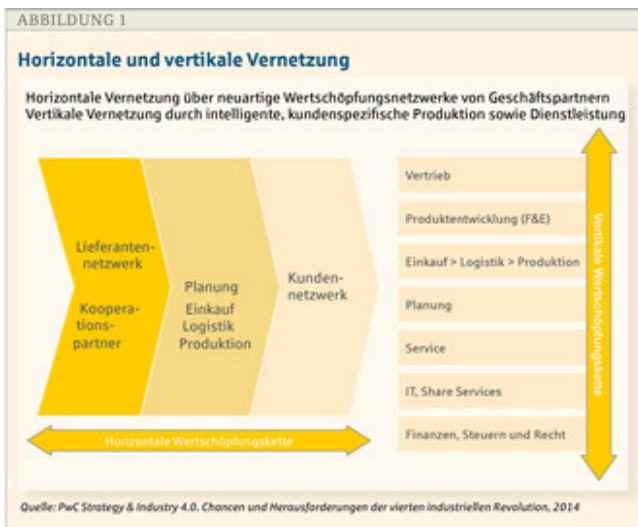 ABBILDUNG 1
Horizontale und vertikale Vernetzung
Horizontale Vernetzung über neuartige Wertschöpfungsnetzwerke von Geschäftspartnern
Vertikale Vernetzung durch intelligente, kundenspezifische Produktion sowie Dienstleistung
Lieferanten-
netzwerk
Koopera-
tions-
partner
Planung
Einkauf
Logistik
Produktion
Kunden-
netzwerk
Horizontale Wertschöpfungskette
Vertrieb
Produktentwicklung (F&E)
Einkauf > Logistik > Produktion
Planung
Service
IT, Share Services
Finanzen, Steuern und Recht
Vertikale Wertschöpfungskette
Quelle: PwC Strategy & Industry 4.0. Chancen und Herausforderungen der vierten industriellen Revolution, 2014